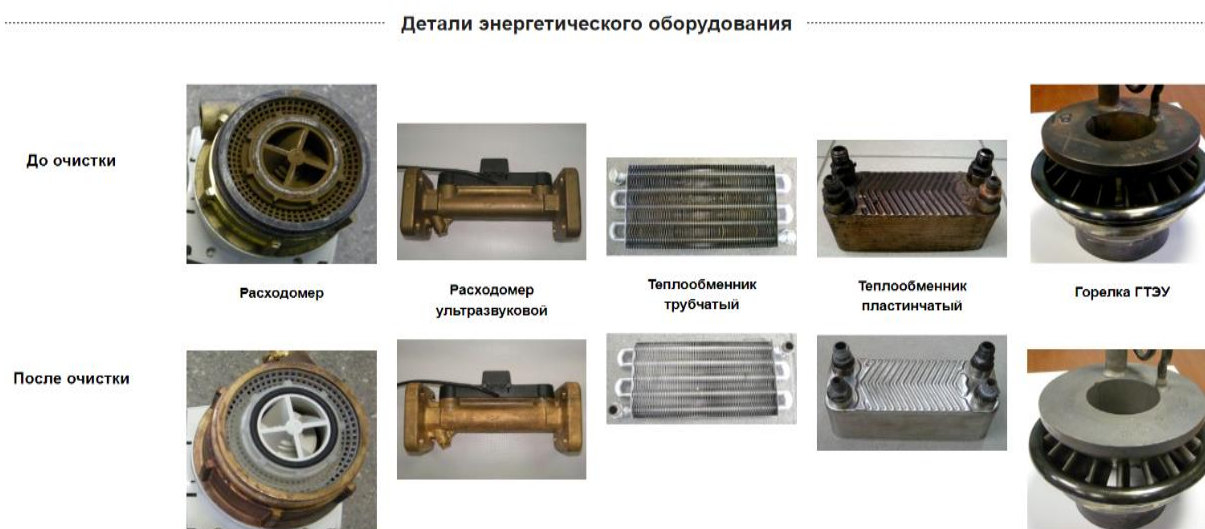 Детали энергетического оборудования
До очистки
Расходомер
Расходомер
ультразвуковой
Теплообменник
трубчатый
Теплообменник
пластинчатый
Горелка ГТЭУ
После очистки